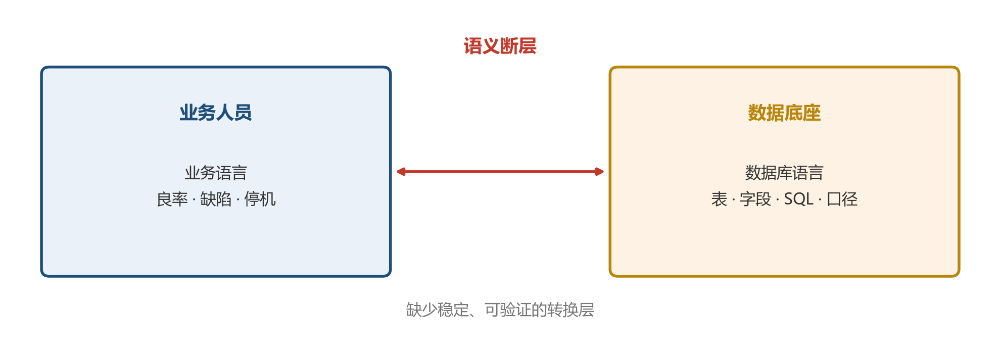 语义断层
业务人员
业务语言
良率 · 缺陷 · 停机
数据底座
数据库语言
表 · 字段 · SQL · 口径
缺少稳定、可验证的转换层